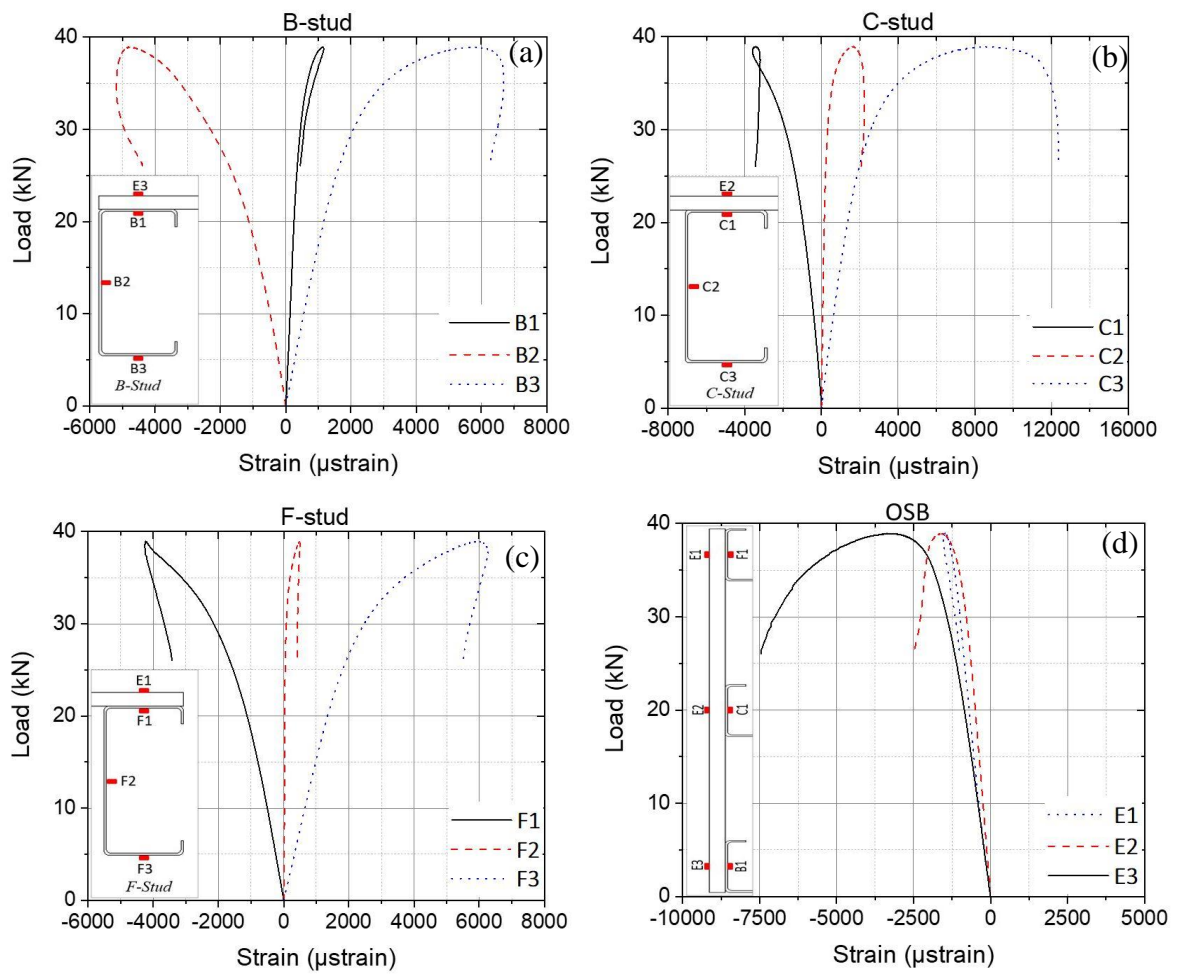 B-stud
(a)
40
30
20
10
0
Load (kN)
E3
B1
B2
B3
B-Stud
B1
B2
B3
-6000 -4000 -2000 0 2000 4000 6000 8000
Strain (µstrain)
C-stud
(b)
40
30
20
10
0
Load (kN)
E2
C1
C2
C3
C-Stud
C1
C2
C3
-8000 -4000 0 4000 8000 12000 16000
Strain (µstrain)
F-stud
(c)
40
30
20
10
0
Load (kN)
E1
F1
F2
F3
F-Stud
F1
F2
F3
-6000 -4000 -2000 0 2000 4000 6000 8000
Strain (µstrain)
OSB
(d)
40
30
20
10
0
Load (kN)
E1
F1
E2
C1
E3
B1
E1
E2
E3
-10000 -7500 -5000 -2500 0 2500 5000
Strain (µstrain)